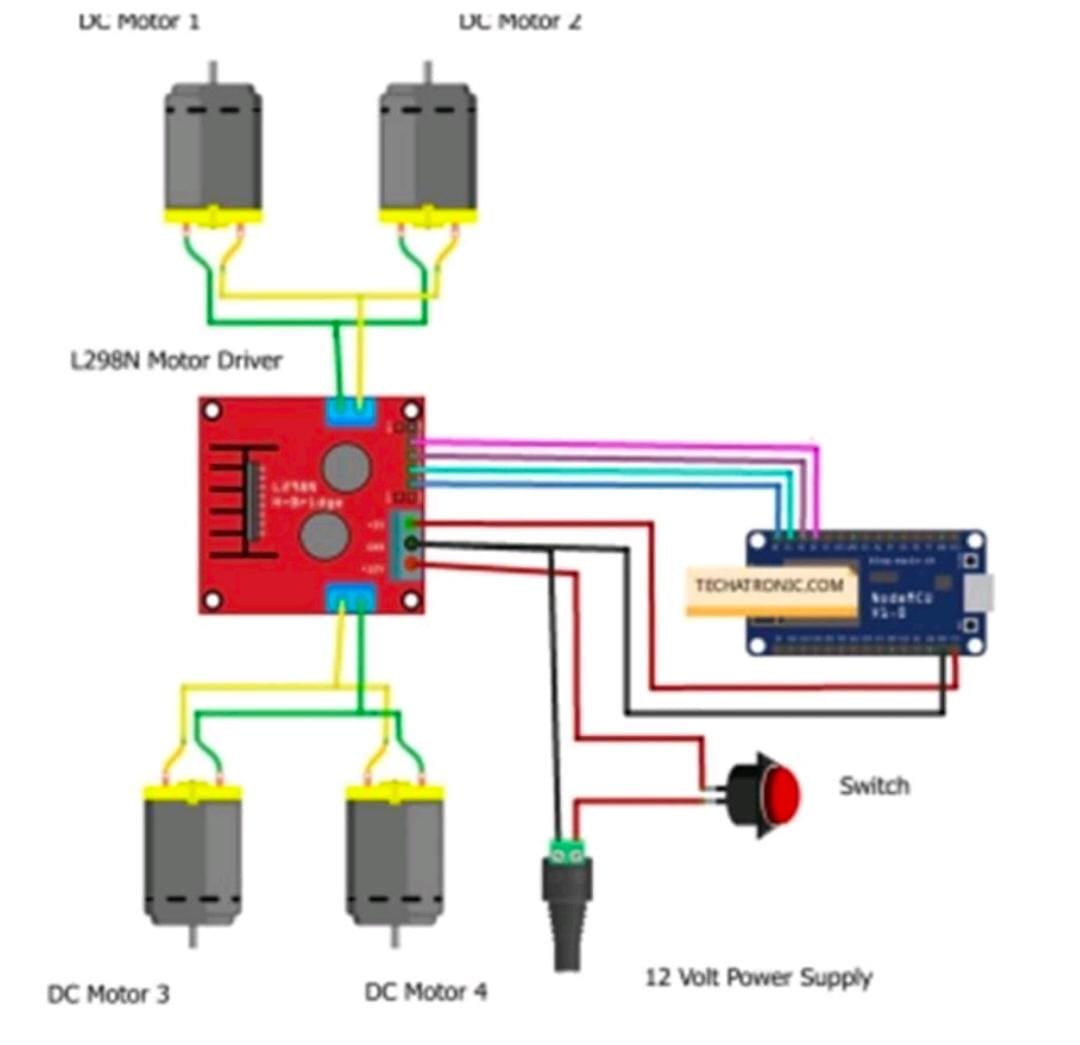 DC Motor 1
DC Motor 2
L298N Motor Driver
L298N
H-Bridge
+5V
GND
+12V
TECHATRONIC.COM
NodeMCU
V1.0
Switch
12 Volt Power Supply
DC Motor 3
DC Motor 4